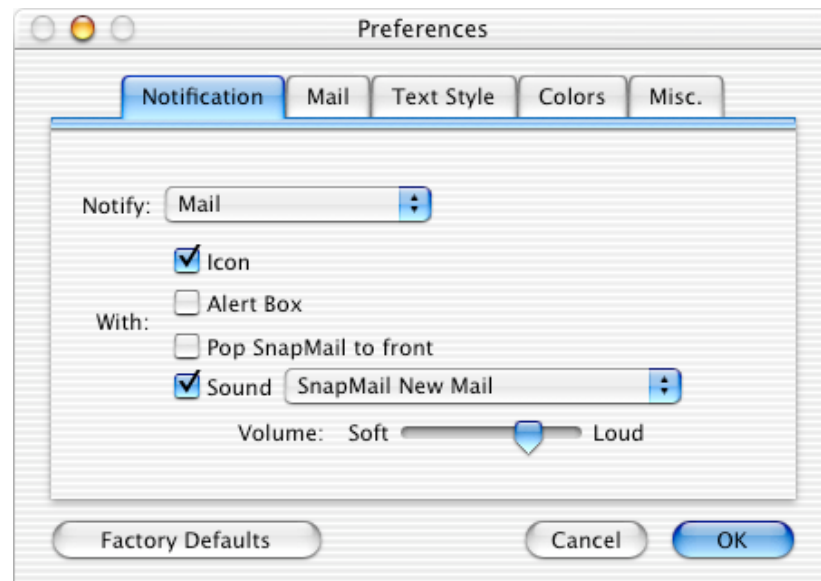 Preferences
Notification Mail Text Style Colors Misc.
Notify: Mail
Icon
Alert Box
With:
Pop SnapMail to front
Sound SnapMail New Mail
Volume: Soft Loud
Factory Defaults Cancel OK